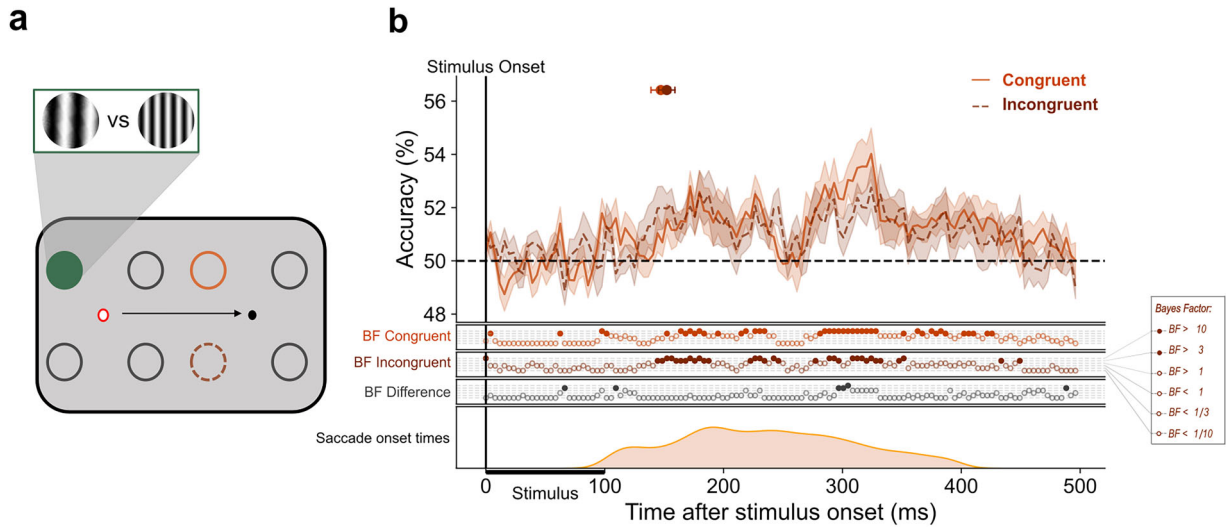 a
b
vs
Stimulus Onset
Congruent
Incongruent
Accuracy (%)
56
54
52
50
48
BF Congruent
BF Incongruent
BF Difference
Saccade onset times
Bayes Factor:
BF > 10
BF > 3
BF > 1
BF < 1
BF < 1/3
BF < 1/10
0
100
200
300
400
500
Stimulus
Time after stimulus onset (ms)